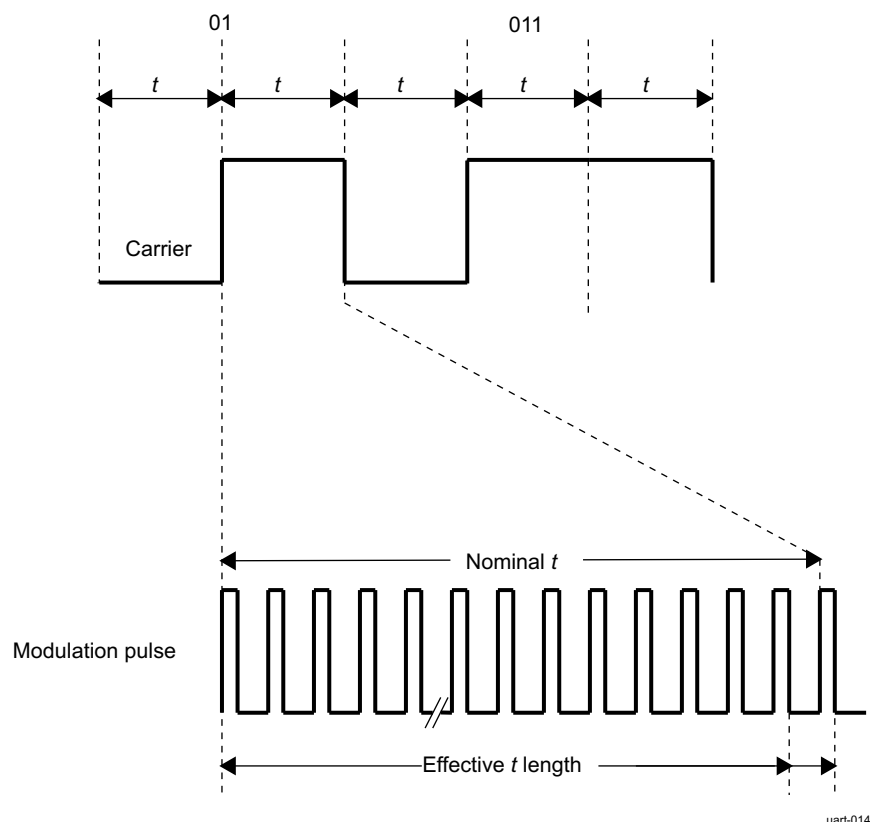 01 011
t t t t t
Carrier
Nominal t
Modulation pulse
Effective t length
uart-014